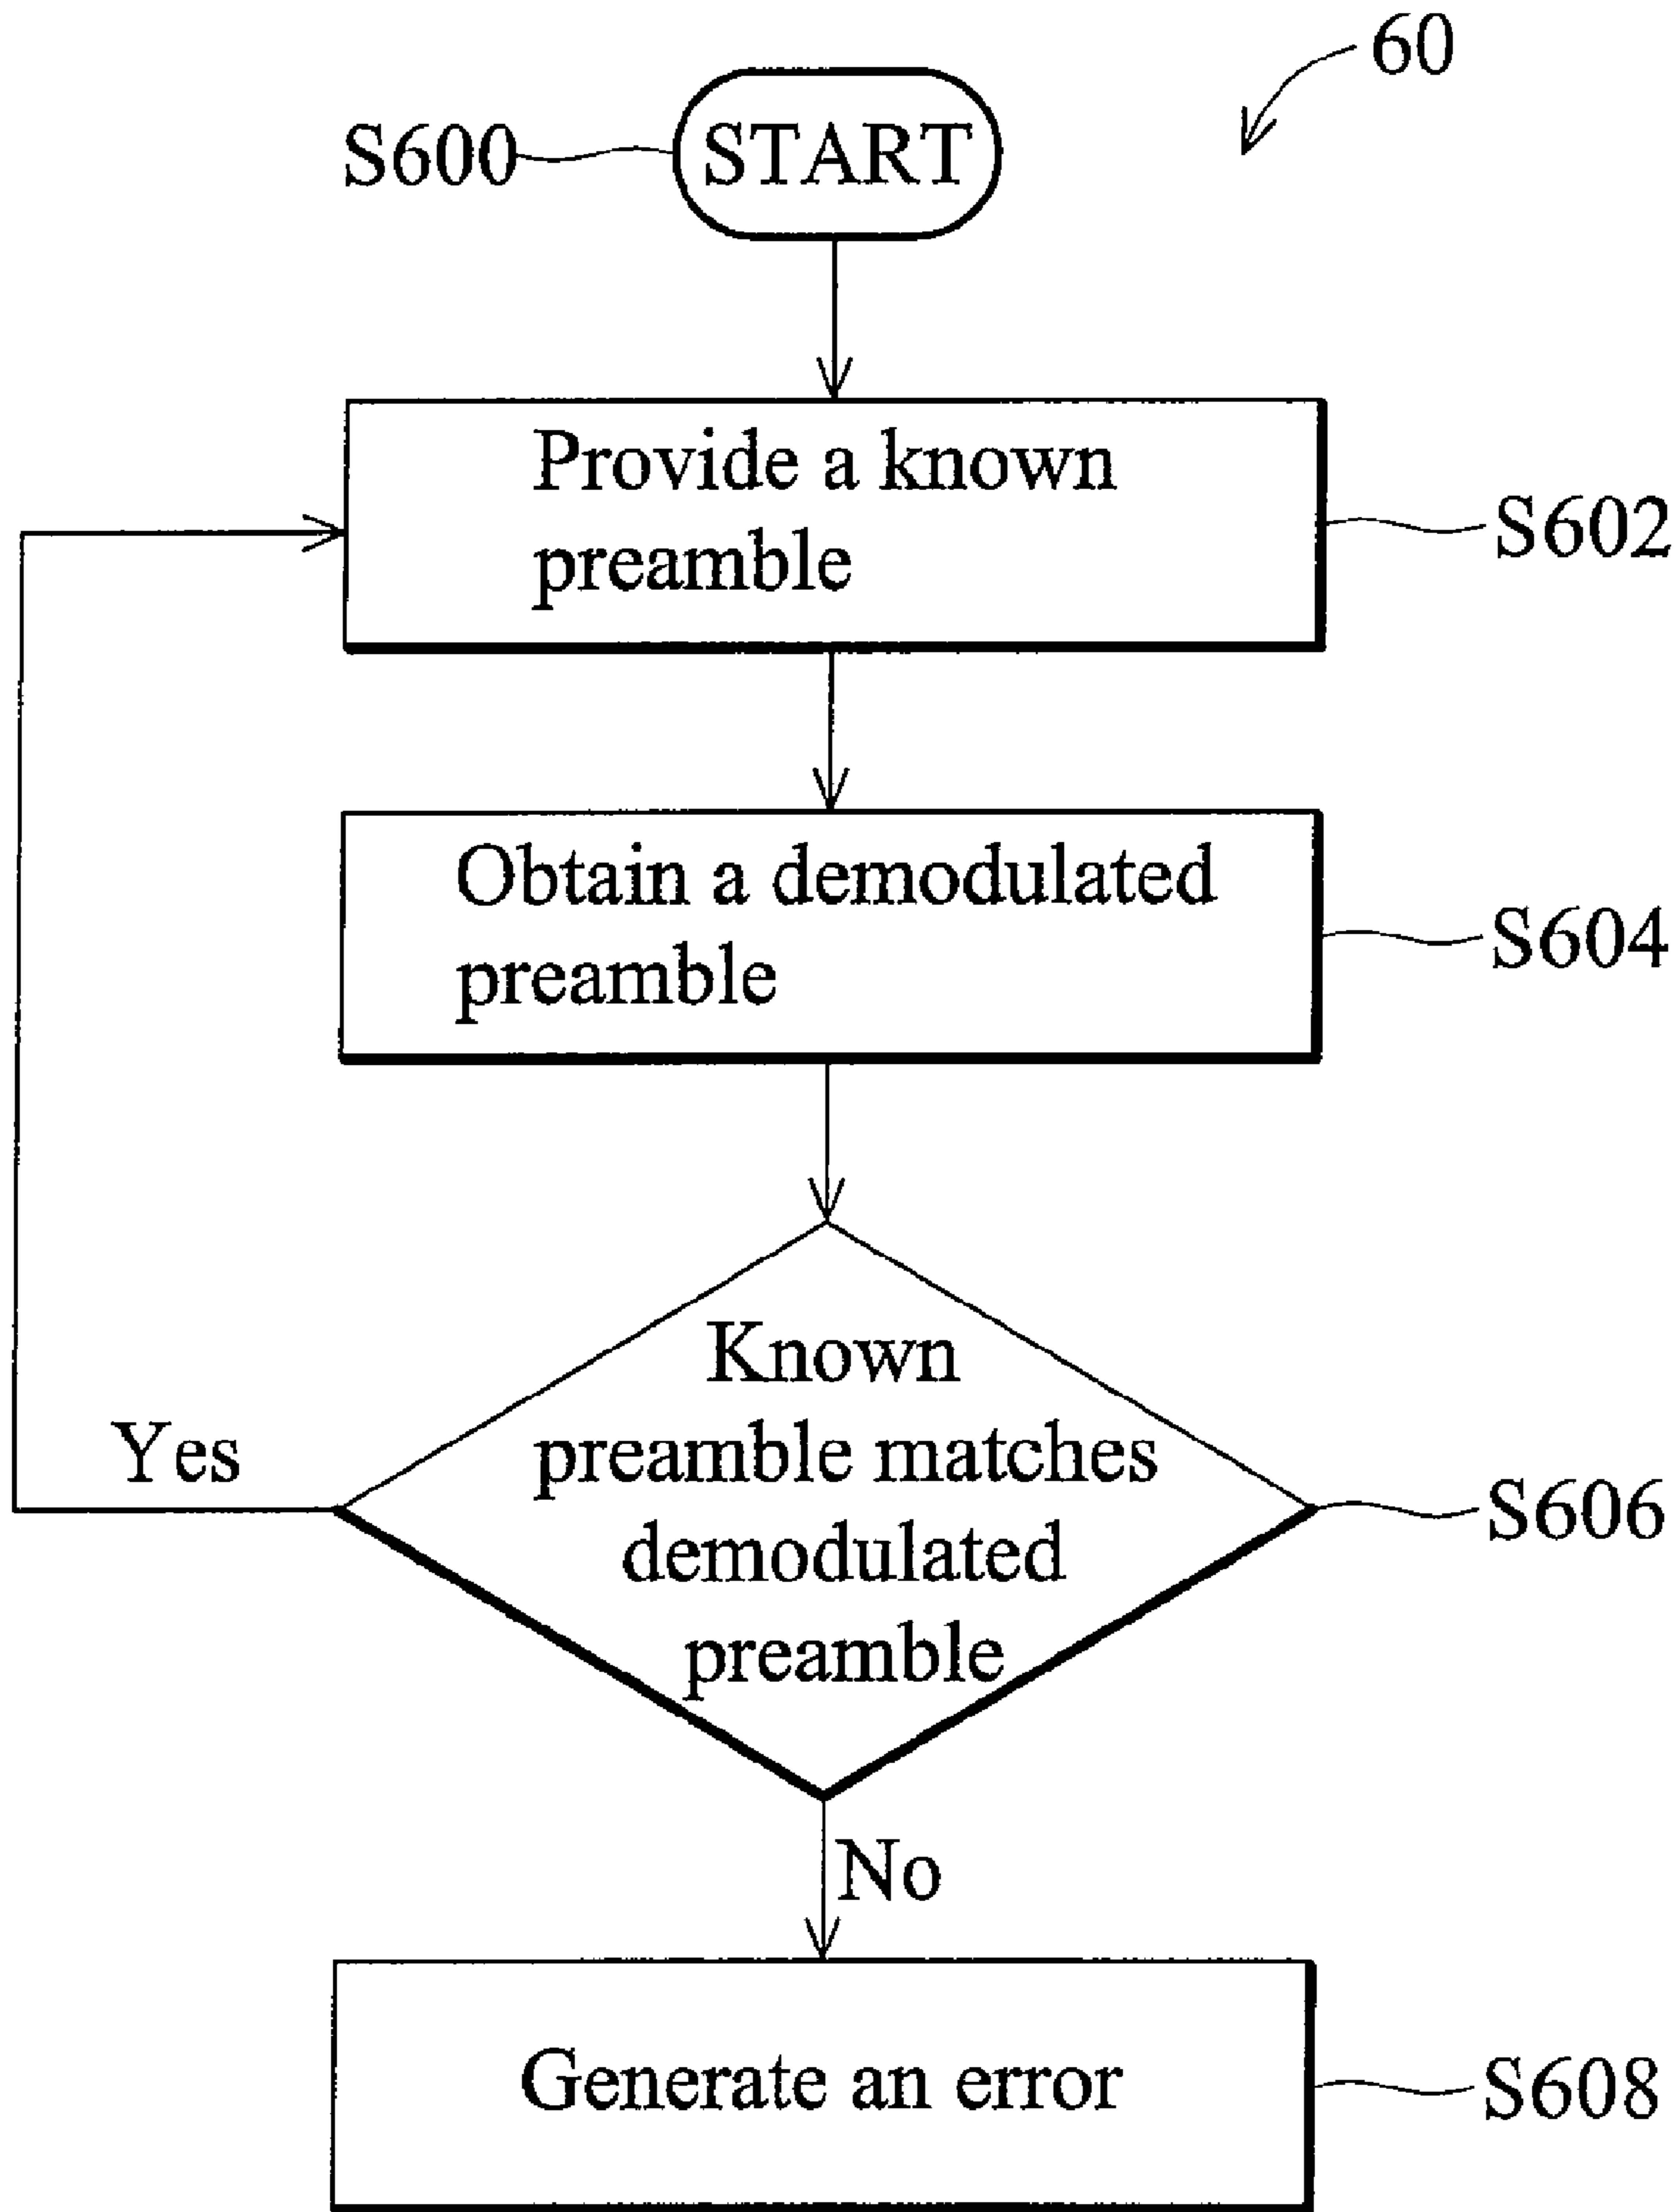 60
S600
START
Provide a known
preamble
S602
Obtain a demodulated
preamble
S604
Known
preamble matches
demodulated
preamble
Yes
S606
No
Generate an error
S608